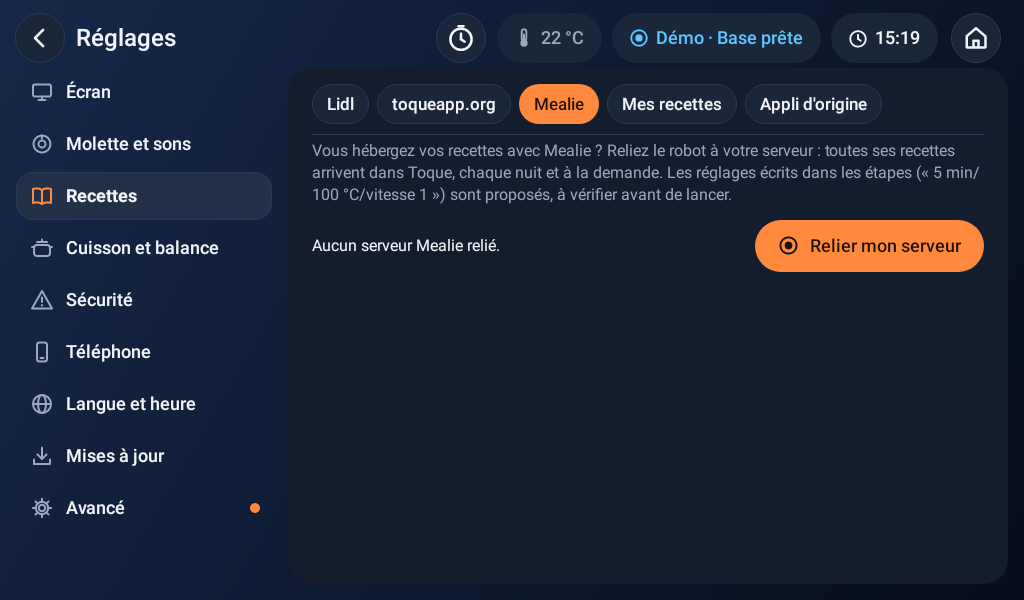 Réglages
22 °C
Démo · Base prête
15:19
Écran
Molette et sons
Recettes
Cuisson et balance
Sécurité
Téléphone
Langue et heure
Mises à jour
Avancé
Lidl
toqueapp.org
Mealie
Mes recettes
Appli d'origine
Vous hébergez vos recettes avec Mealie ? Reliez le robot à votre serveur : toutes ses recettes
arrivent dans Toque, chaque nuit et à la demande. Les réglages écrits dans les étapes (« 5 min/
100 °C/vitesse 1 ») sont proposés, à vérifier avant de lancer.
Aucun serveur Mealie relié.
Relier mon serveur